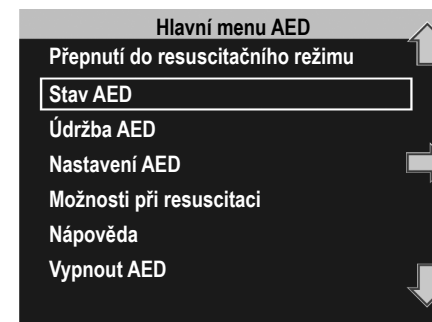 Hlavní menu AED
Přepnutí do resuscitačního režimu
Stav AED
Údržba AED
Nastavení AED
Možnosti při resuscitaci
Nápověda
Vypnout AED